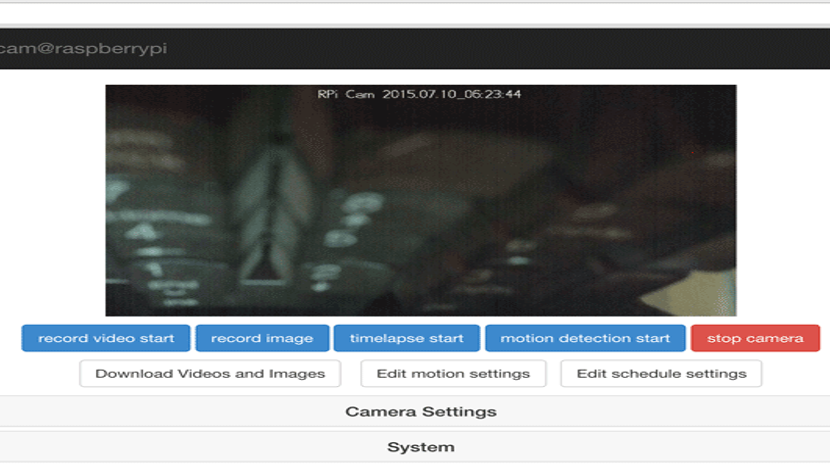 cam@raspberrypi
RPi Cam 2015.07.10_06:23:44
record video start
record image
timelapse start
motion detection start
stop camera
Download Videos and Images
Edit motion settings
Edit schedule settings
Camera Settings
System